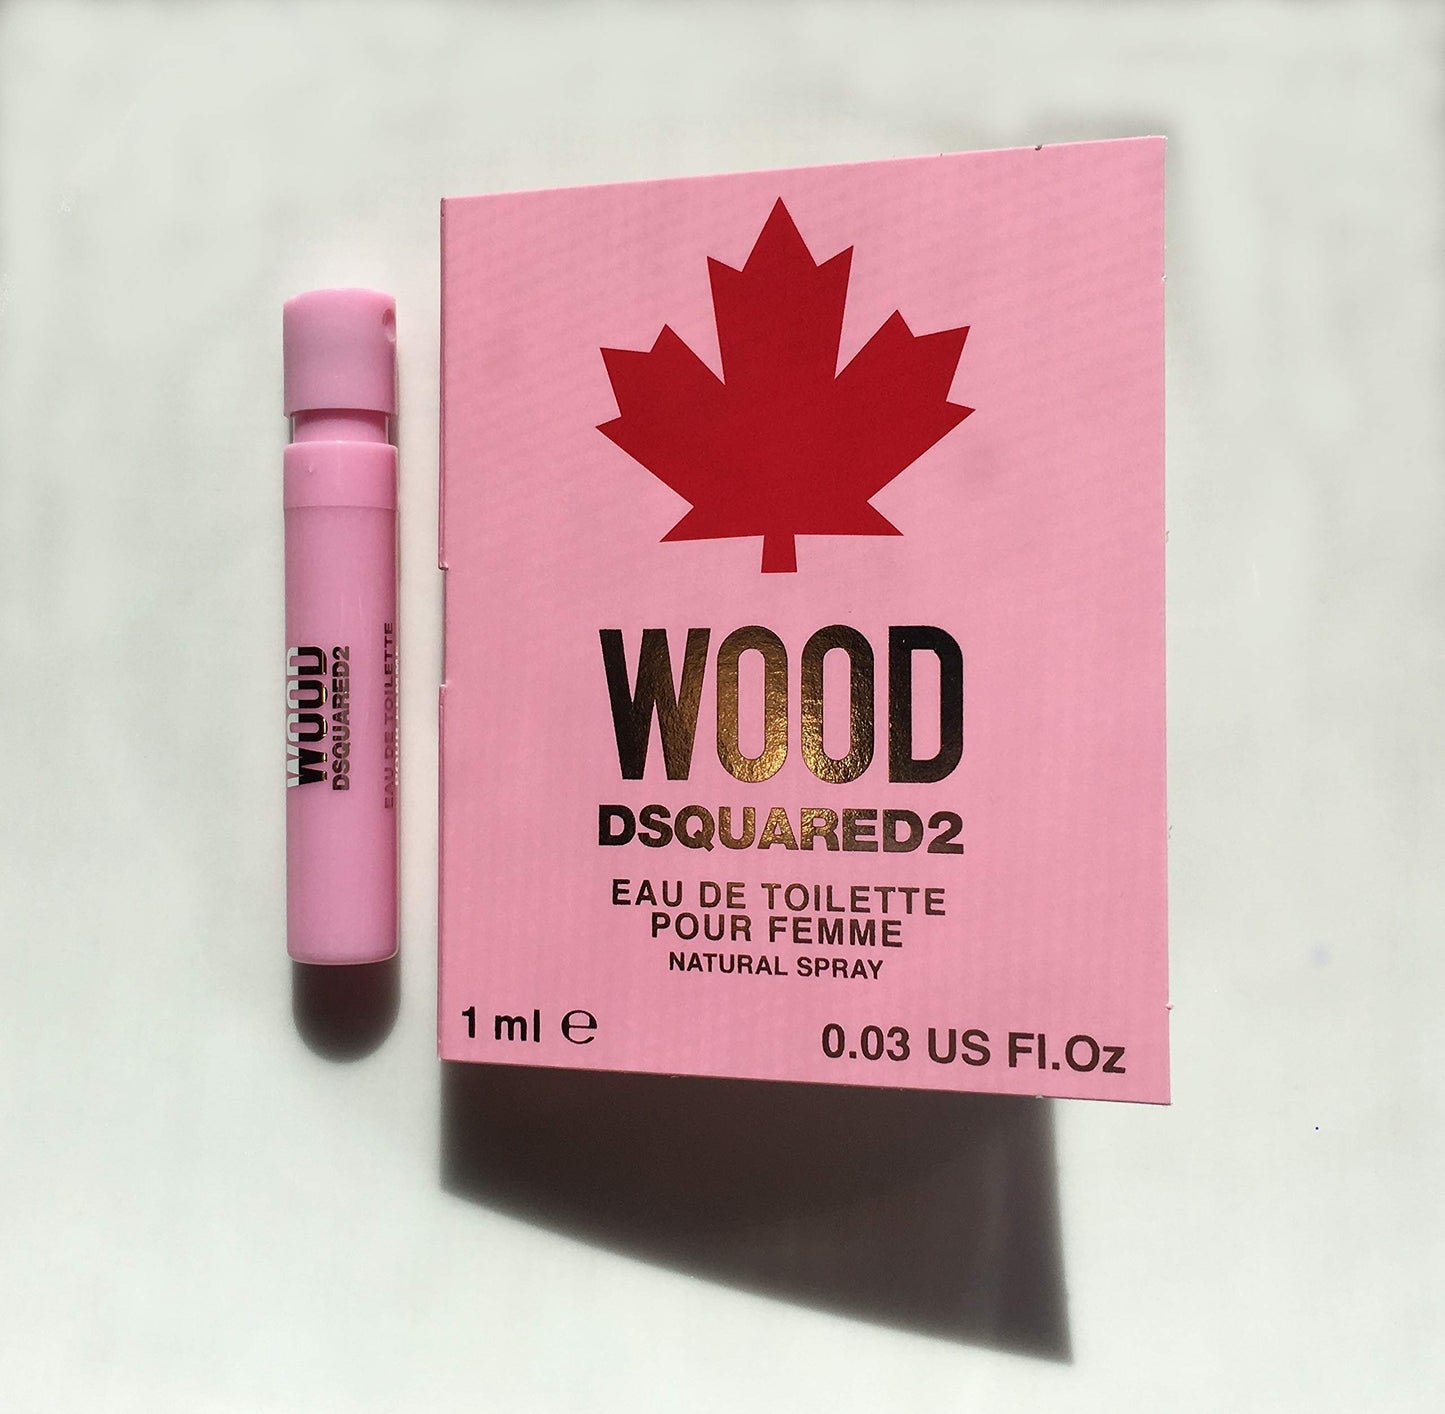 WOOD
DSQUARED2
EAU DE TOILETTE
WOOD
DSQUARED2
EAU DE TOILETTE
POUR FEMME
NATURAL SPRAY
1 ml ℮
0.03 US Fl.Oz